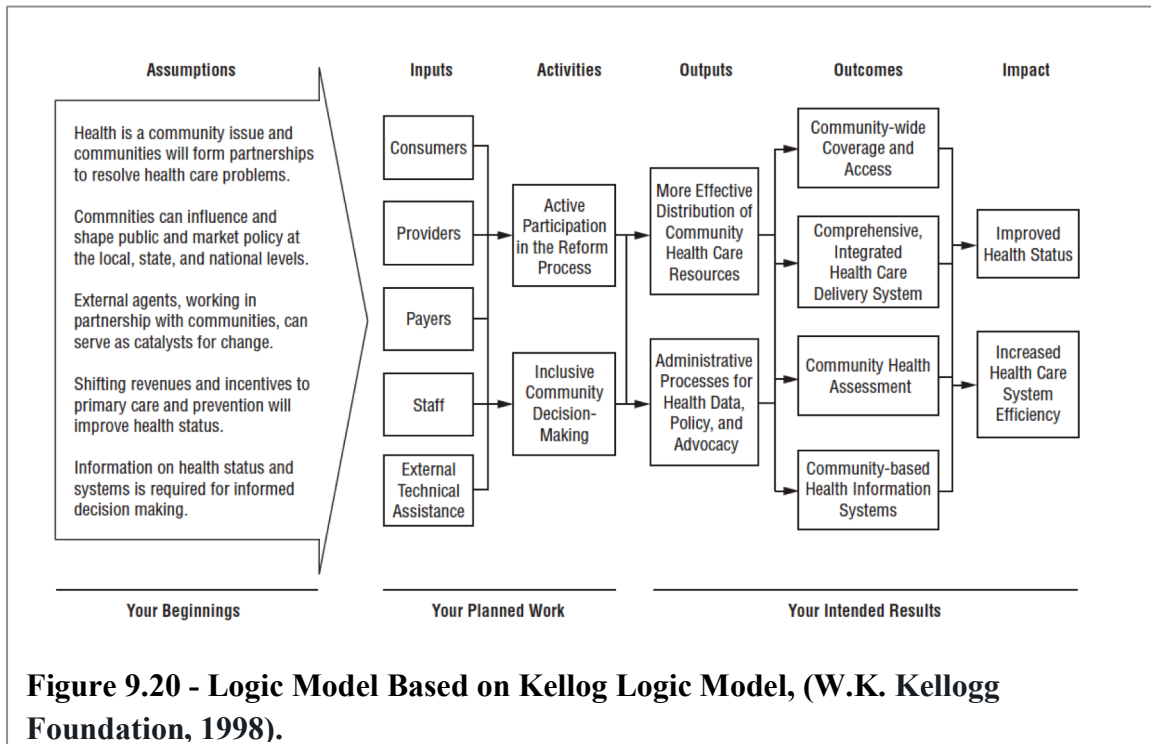 Assumptions
Health is a community issue and
communities will form partnerships
to resolve health care problems.
Commnities can influence and
shape public and market policy at
the local, state, and national levels.
External agents, working in
partnership with communities, can
serve as catalysts for change.
Shifting revenues and incentives to
primary care and prevention will
improve health status.
Information on health status and
systems is required for informed
decision making.
Your Beginnings
Inputs
Consumers
Providers
Payers
Staff
External
Technical
Assistance
Activities
Active
Participation
in the Reform
Process
Inclusive
Community
Decision-
Making
Your Planned Work
Outputs
More Effective
Distribution of
Community
Health Care
Resources
Administrative
Processes for
Health Data,
Policy, and
Advocacy
Outcomes
Community-wide
Coverage and
Access
Comprehensive,
Integrated
Health Care
Delivery System
Community Health
Assessment
Community-based
Health Information
Systems
Impact
Improved
Health Status
Increased
Health Care
System
Efficiency
Your Intended Results
Figure 9.20 - Logic Model Based on Kellog Logic Model, (W.K. Kellogg
Foundation, 1998).